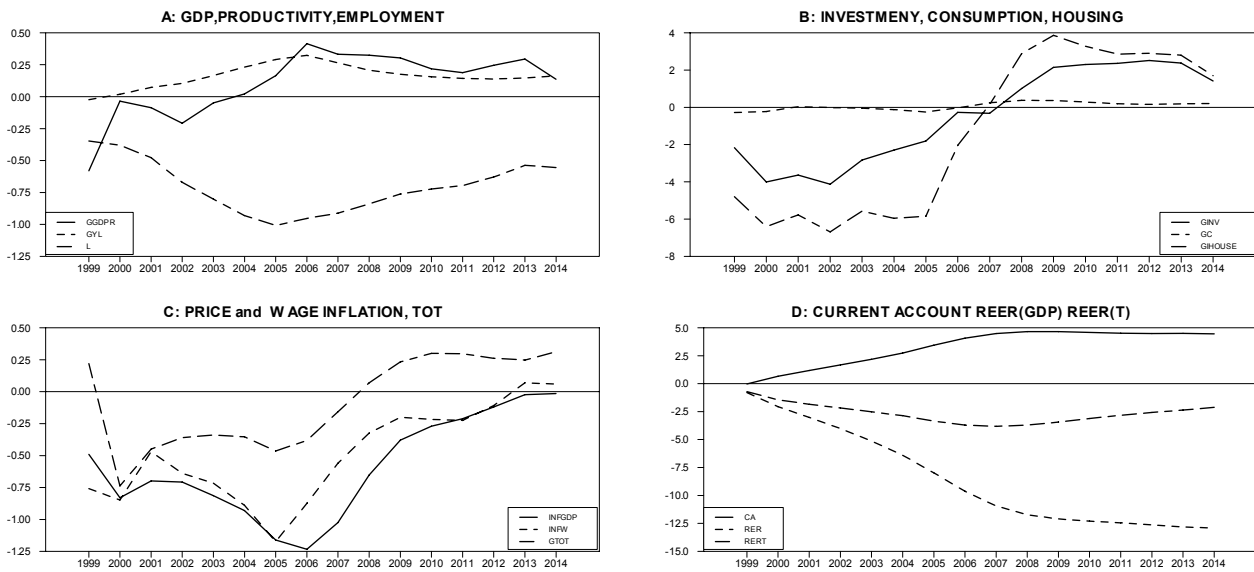 A: GDP,PRODUCTIVITY,EMPLOYMENT
0.50
0.25
0.00
-0.25
-0.50
-0.75
-1.00
-1.25
GGDPR
GYL
L
1999 2000 2001 2002 2003 2004 2005 2006 2007 2008 2009 2010 2011 2012 2013 2014
B: INVESTMENY, CONSUMPTION, HOUSING
4
2
0
-2
-4
-6
-8
GINV
GC
GIHOUSE
1999 2000 2001 2002 2003 2004 2005 2006 2007 2008 2009 2010 2011 2012 2013 2014
C: PRICE and WAGE INFLATION, TOT
0.50
0.25
0.00
-0.25
-0.50
-0.75
-1.00
-1.25
INFGDP
INFW
GTOT
1999 2000 2001 2002 2003 2004 2005 2006 2007 2008 2009 2010 2011 2012 2013 2014
D: CURRENT ACCOUNT REER(GDP) REER(T)
5.0
2.5
0.0
-2.5
-5.0
-7.5
-10.0
-12.5
-15.0
CA
RER
RERT
1999 2000 2001 2002 2003 2004 2005 2006 2007 2008 2009 2010 2011 2012 2013 2014